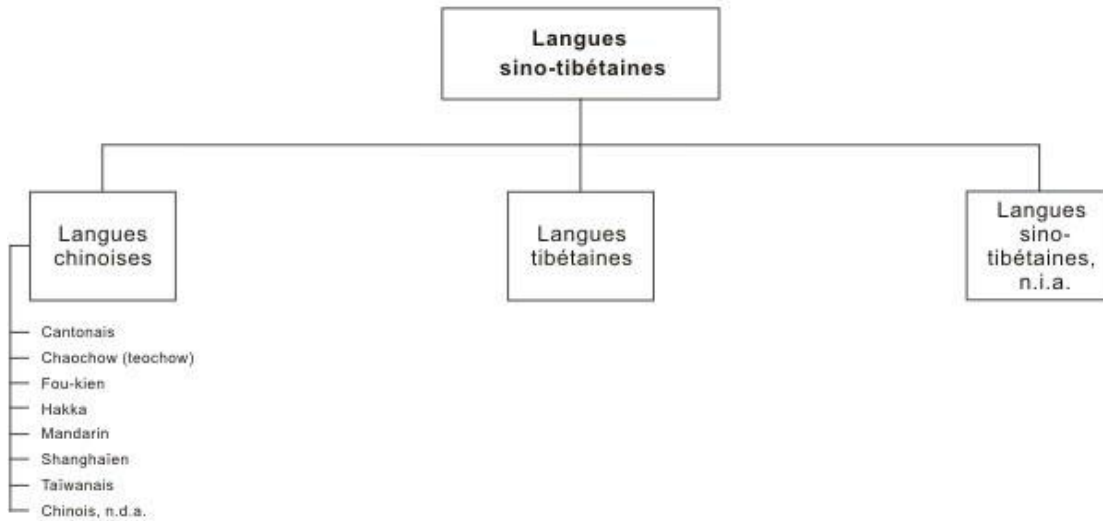 Langues
sino-tibétaines
Langues
chinoises
Langues
tibétaines
Langues
sino-
tibétaines,
n.i.a.
Cantonais
Chaochow (teochow)
Fou-kien
Hakka
Mandarin
Shanghaïen
Taïwanais
Chinois, n.d.a.